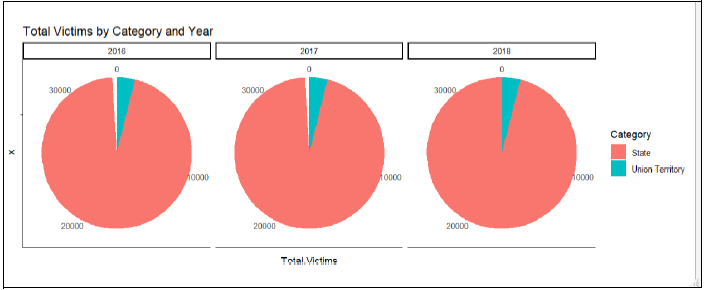 Total Victims by Category and Year
2016
2017
2018
0
30000
10000
20000
0
30000
10000
20000
0
30000
10000
20000
x
Total.Victims
Category
State
Union Territory